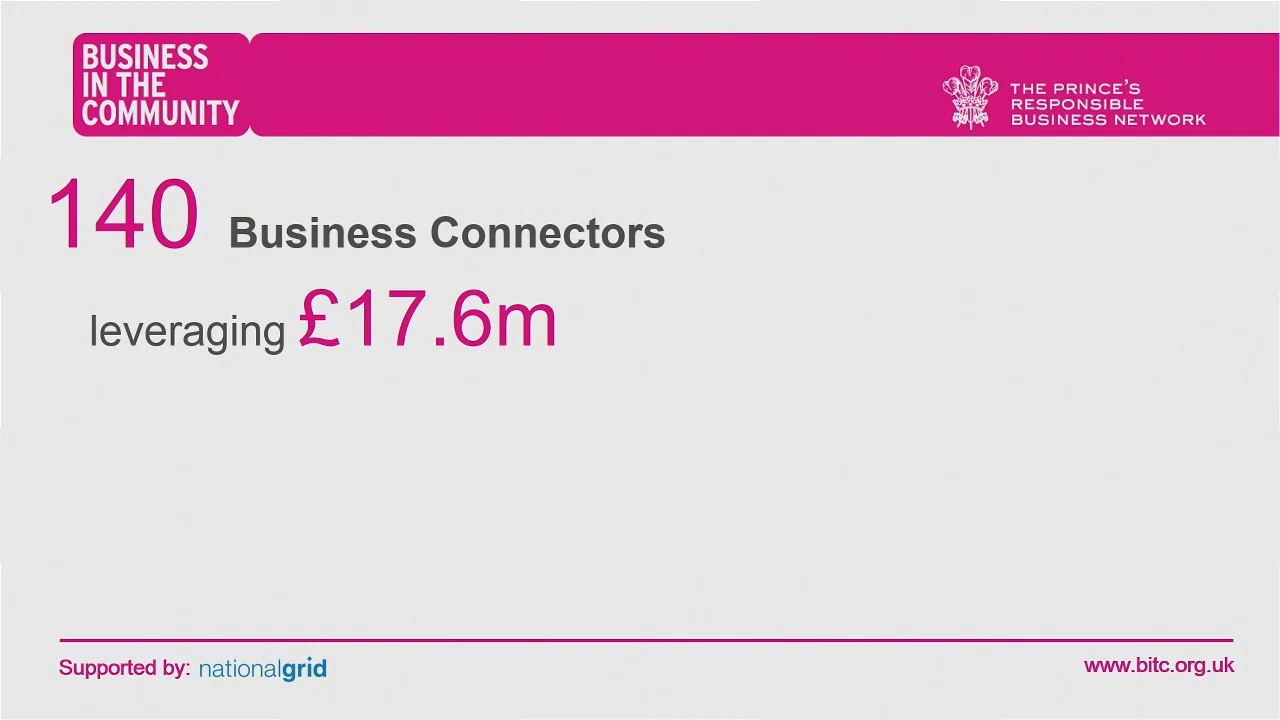 BUSINESS
IN THE
COMMUNITY
THE PRINCE'S
RESPONSIBLE
BUSINESS NETWORK
140 Business Connectors
leveraging £17.6m
Supported by: nationalgrid
www.bitc.org.uk